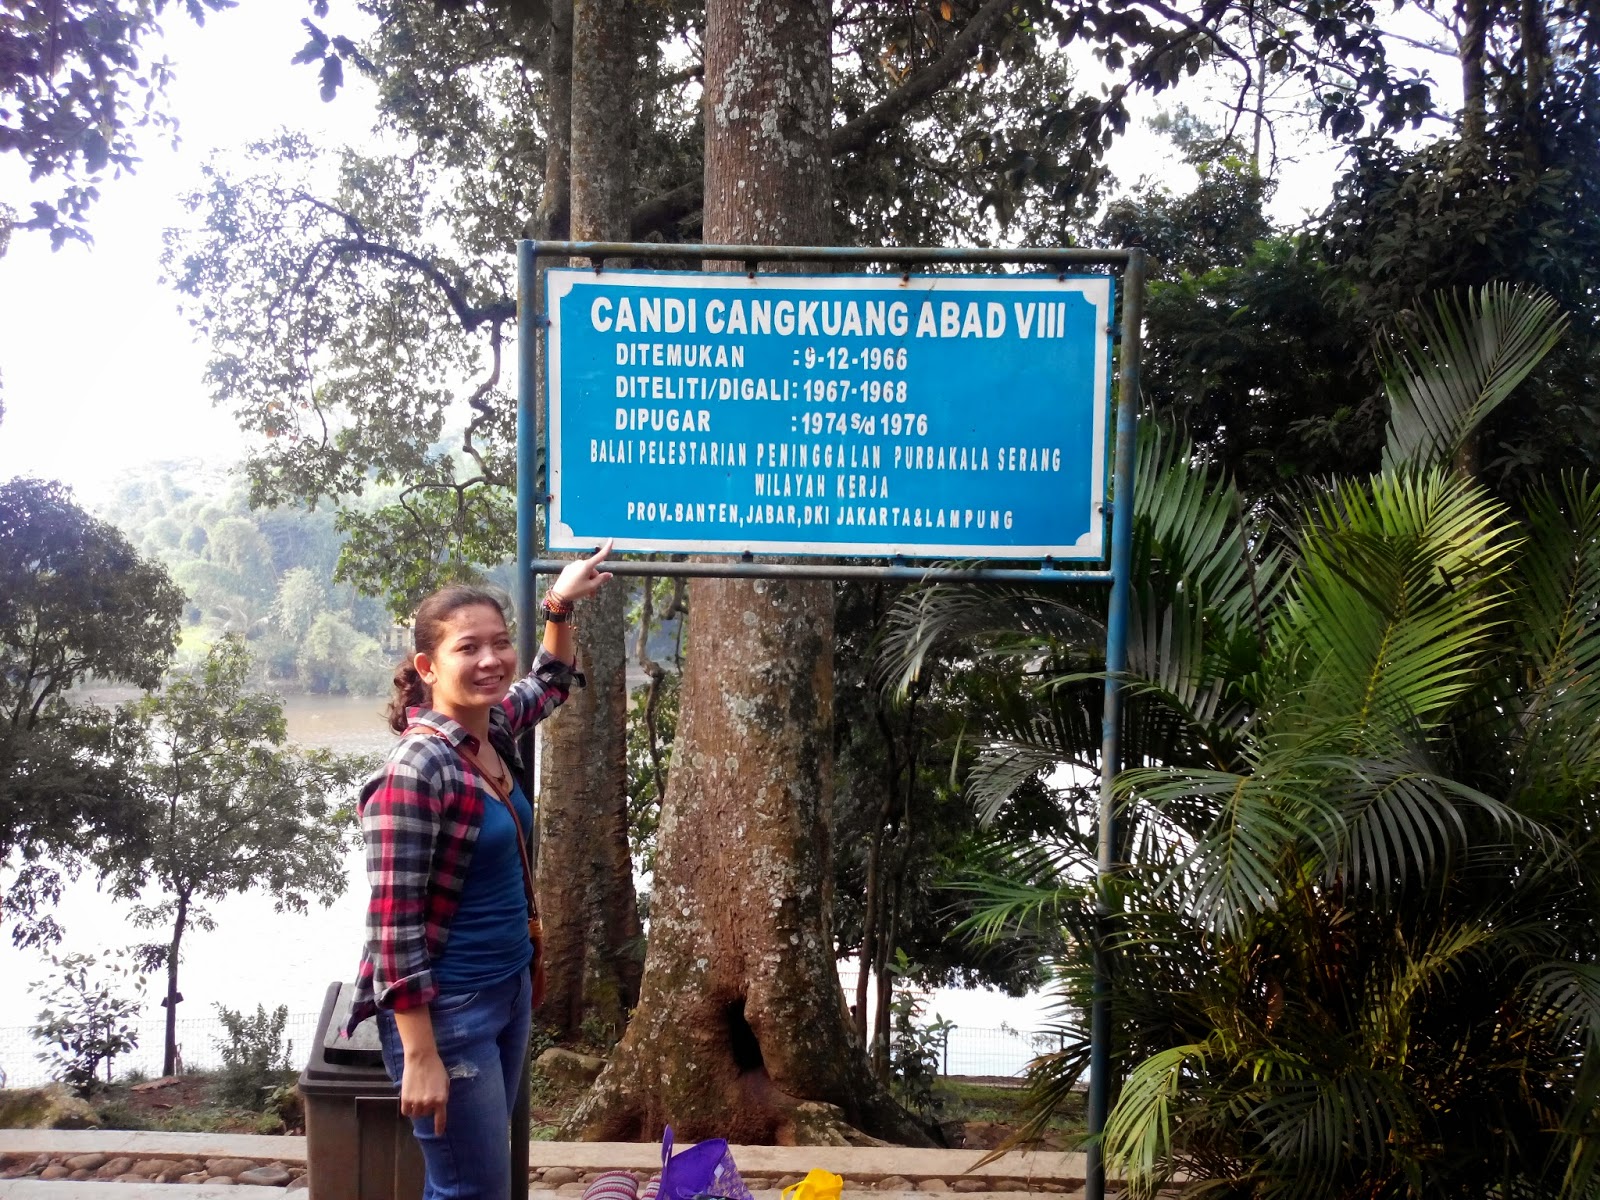 CANDI CANGKUANG ABAD VIII
DITEMUKAN : 9-12-1966
DITELITI/DIGALI : 1967-1968
DIPUGAR : 1974 s/d 1976
BALAI PELESTARIAN PENINGGALAN PURBAKALA SERANG
WILAYAH KERJA
PROV-BANTEN,JABAR,DKI JAKARTA&LAMPUNG